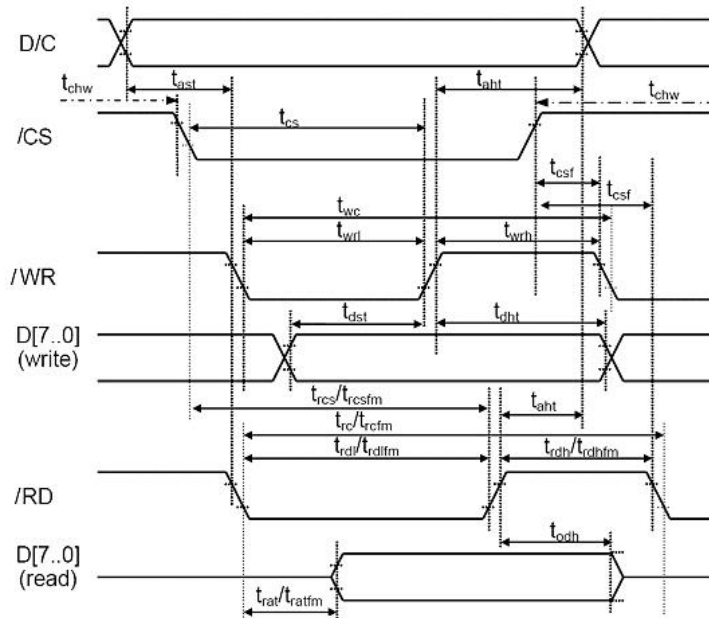 D/C
t_chw t_ast t_aht t_chw
/CS
t_cs
t_csf
t_csf
t_wc
t_wrl t_wrh
/WR
t_dst t_dht
D[7..0]
(write)
t_rcs/t_rcsfm t_aht
t_rc/t_rcfm
t_rdl/t_rdlfm t_rdh/t_rdhfm
/RD
t_odh
D[7..0]
(read)
t_rat/t_ratfm